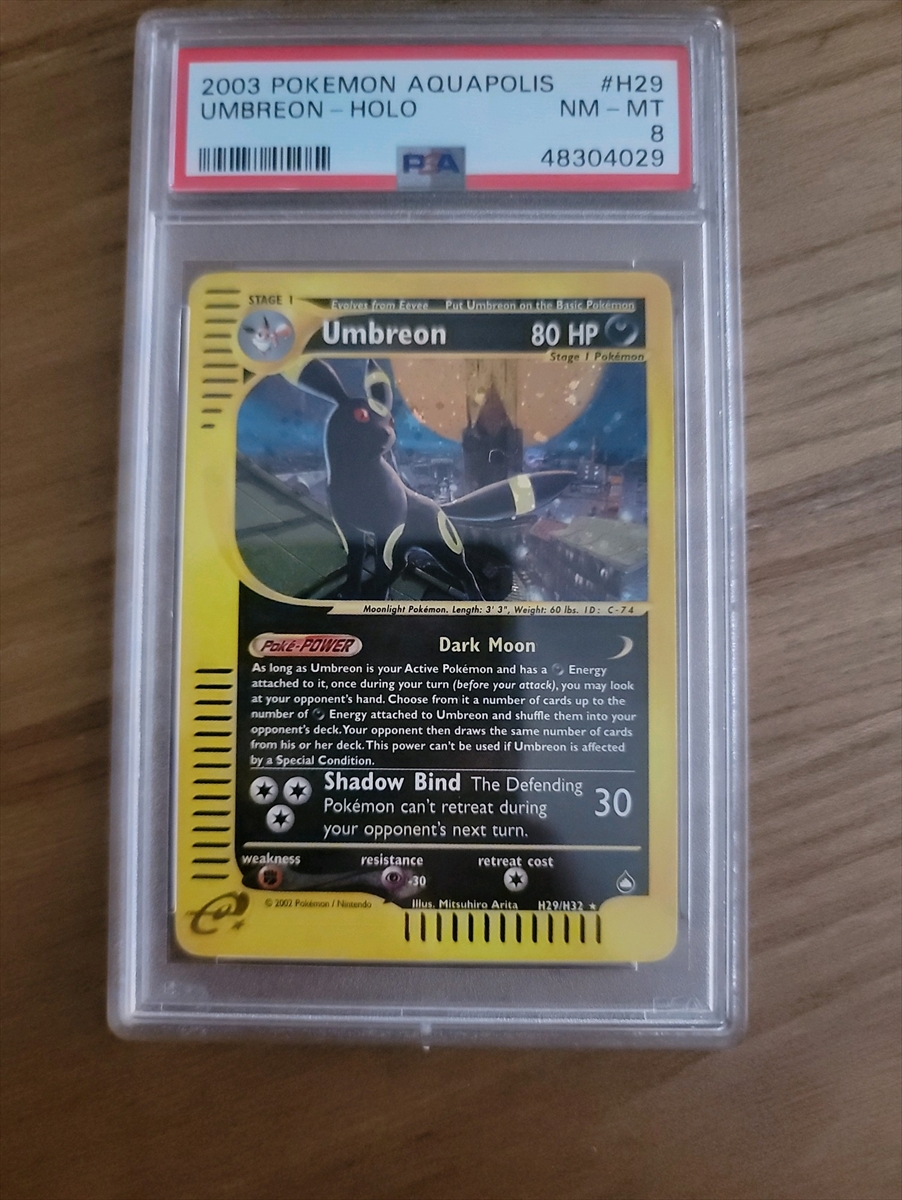 2003 POKEMON AQUAPOLIS #H29
UMBREON - HOLO NM - MT
8
PSA 48304029
STAGE 1 Evolves from Eevee Put Umbreon on the Basic Pokémon
Umbreon 80 HP
Stage 1 Pokémon
Moonlight Pokémon. Length: 3' 3", Weight: 60 lbs. ID: C-74
Poké-POWER Dark Moon
As long as Umbreon is your Active Pokémon and has a Energy
attached to it, once during your turn (before your attack), you may look
at your opponent's hand. Choose from it a number of cards up to the
number of Energy attached to Umbreon and shuffle them into your
opponent's deck. Your opponent then draws the same number of cards
from his or her deck. This power can't be used if Umbreon is affected
by a Special Condition.
Shadow Bind The Defending
Pokémon can't retreat during 30
your opponent's next turn.
weakness resistance retreat cost
-30
© 2002 Pokémon / Nintendo Illus. Mitsuhiro Arita H29/H32 ★